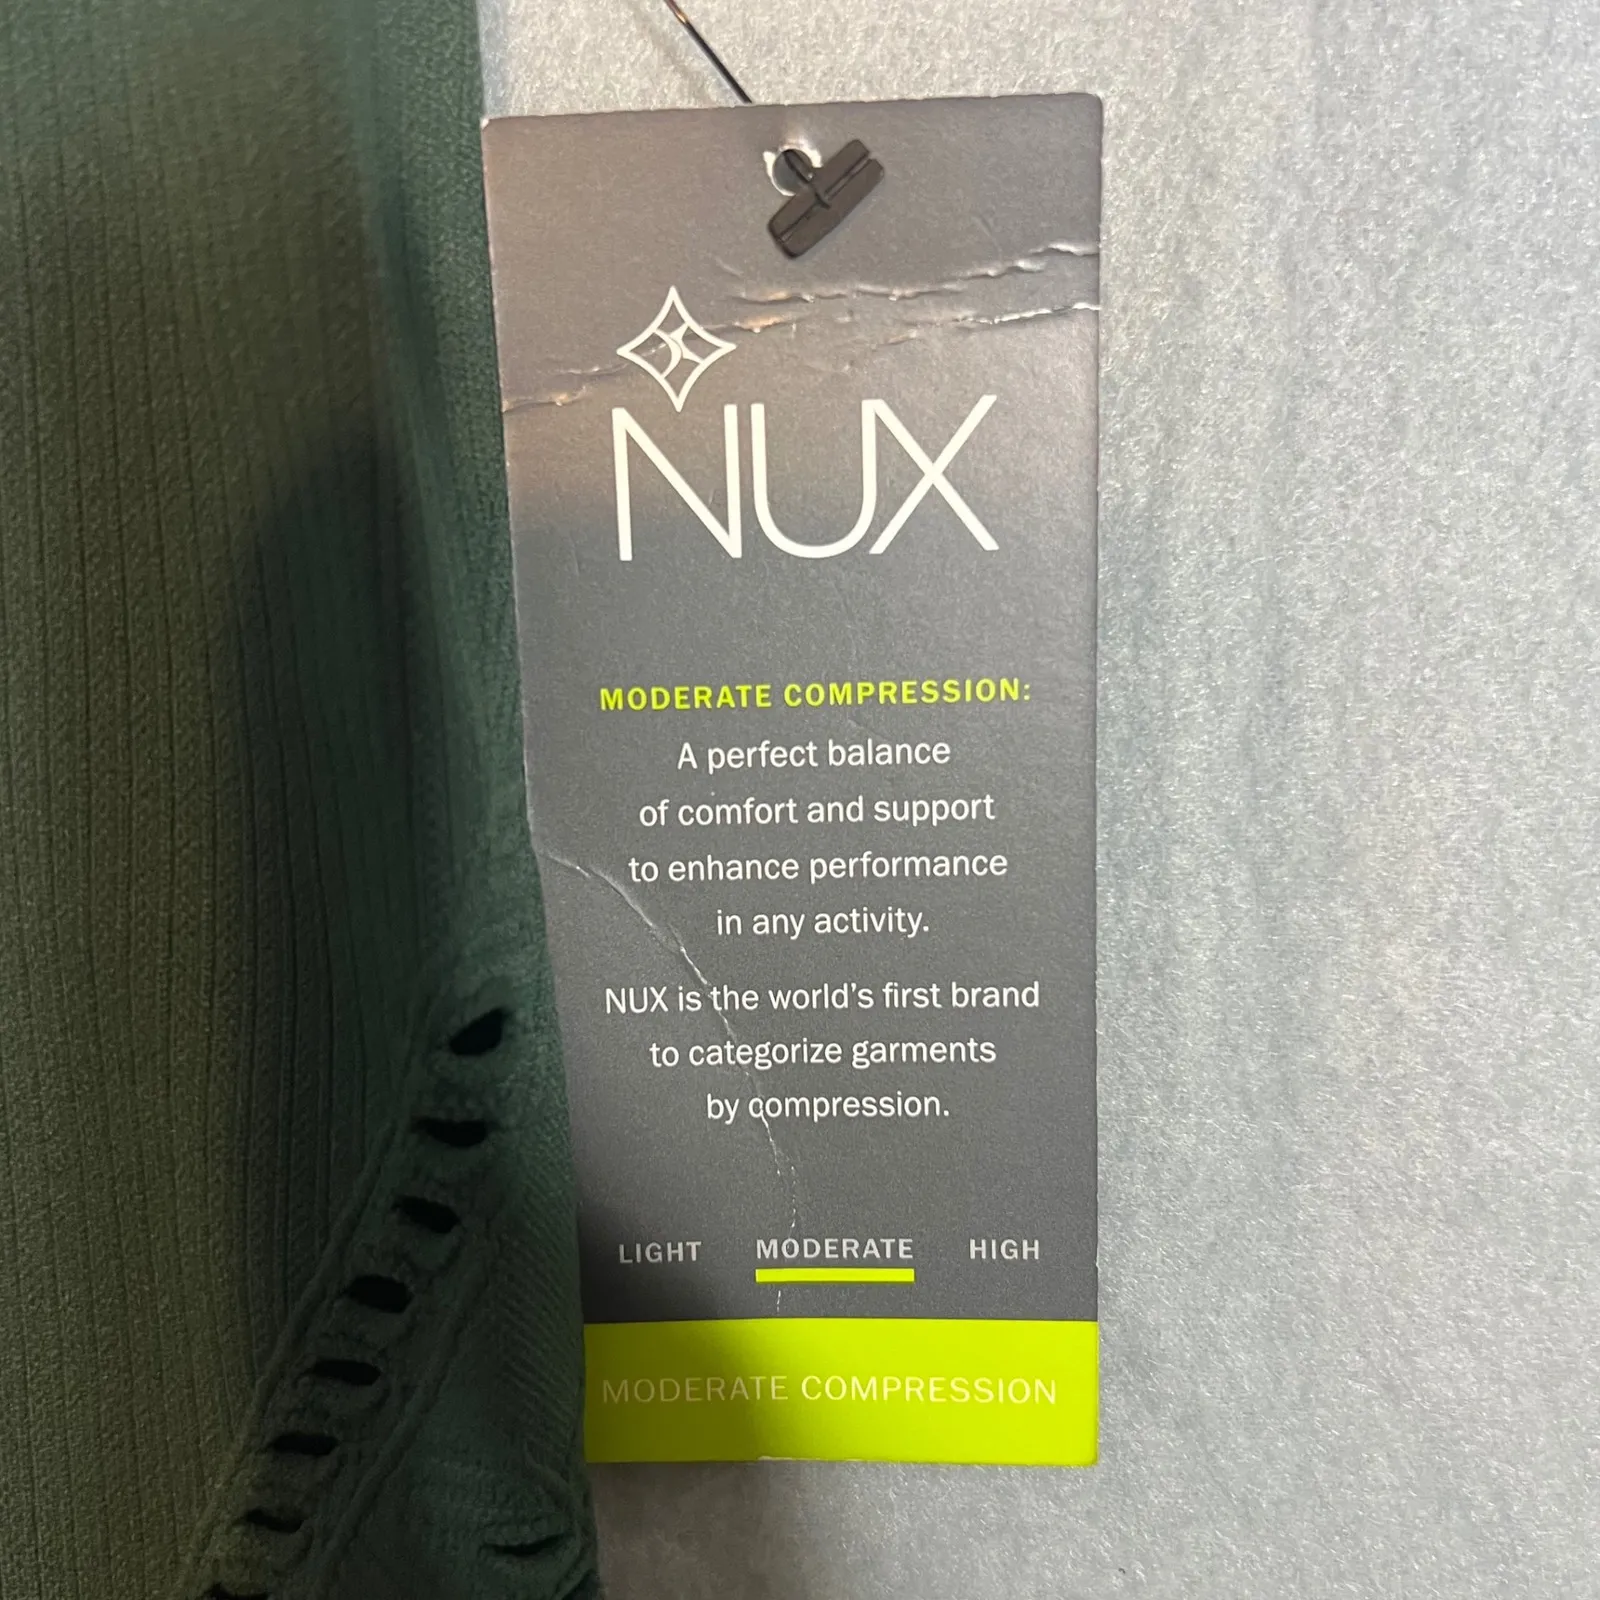 NUX
MODERATE COMPRESSION:
A perfect balance
of comfort and support
to enhance performance
in any activity.
NUX is the world's first brand
to categorize garments
by compression.
LIGHT MODERATE HIGH
MODERATE COMPRESSION